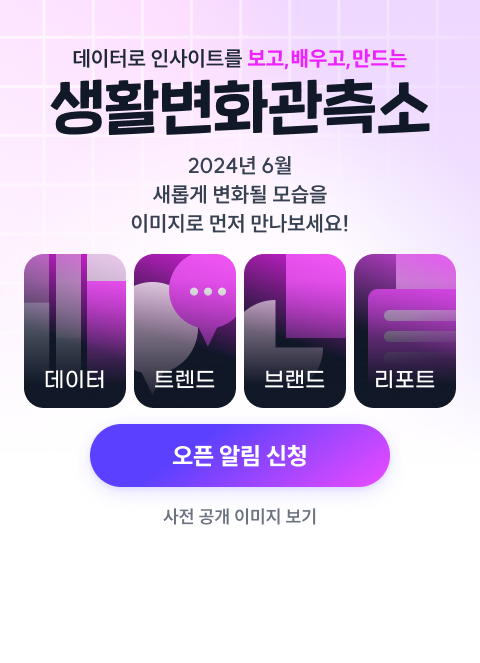 데이터로 인사이트를 보고,배우고,만드는
생활변화관측소
2024년 6월
새롭게 변화될 모습을
이미지로 먼저 만나보세요!
데이터 트렌드 브랜드 리포트
오픈 알림 신청
사전 공개 이미지 보기